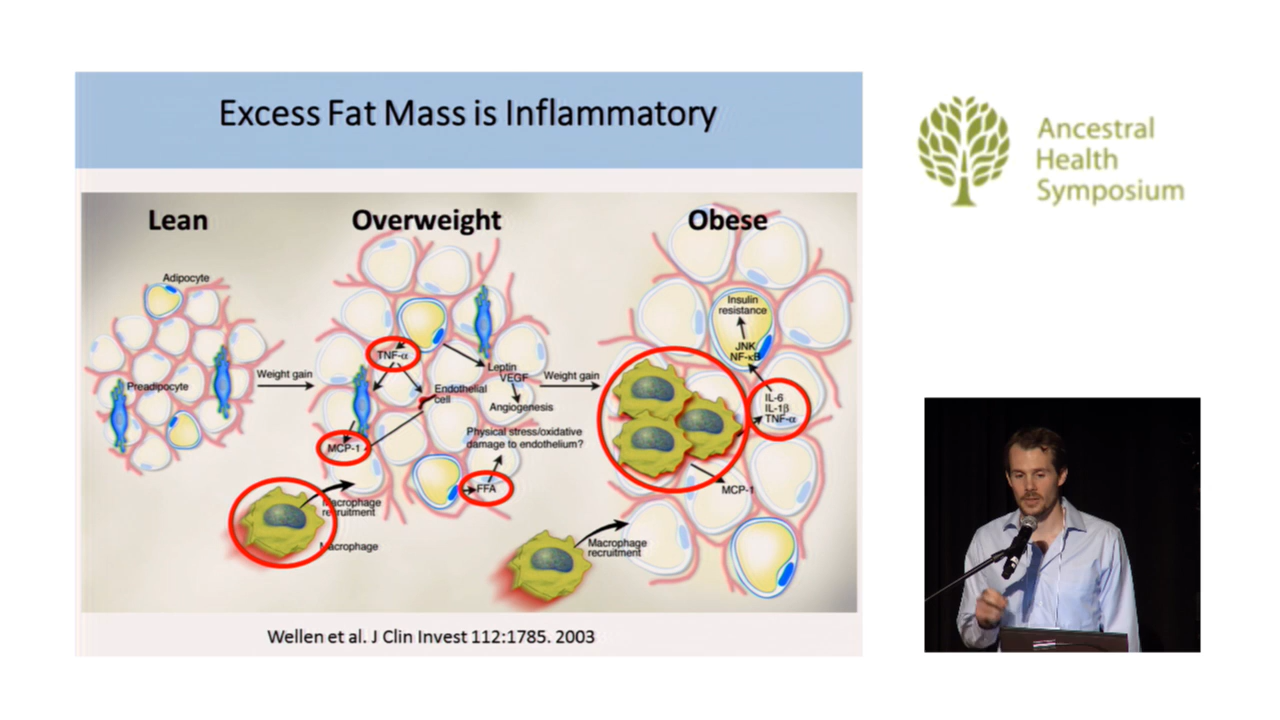 Excess Fat Mass is Inflammatory
Ancestral
Health
Symposium
Lean
Overweight
Obese
Adipocyte
Preadipocyte
Weight gain
TNF-α
Leptin
VEGF
Endothelial
cell
Angiogenesis
Physical stress/oxidative
damage to endothelium?
MCP-1
FFA
Macrophage
recruitment
Macrophage
Weight gain
Insulin
resistance
JNK
NF-κB
IL-6
IL-1β
TNF-α
MCP-1
Macrophage
recruitment
Wellen et al. J Clin Invest 112:1785. 2003